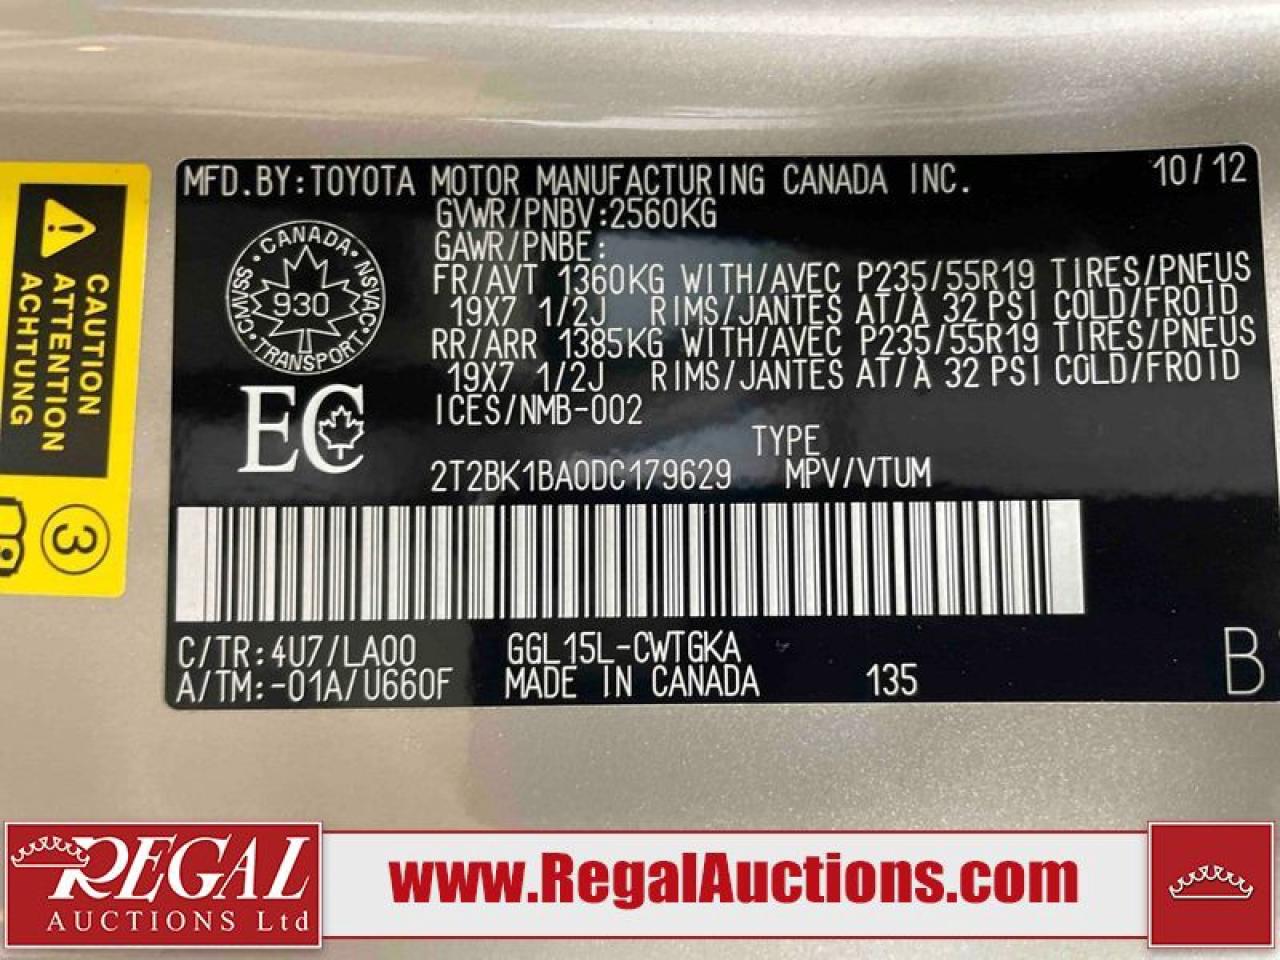 MFD.BY:TOYOTA MOTOR MANUFACTURING CANADA INC. 10/12
GVWR/PNBV:2560KG
GAWR/PNBE:
FR/AVT 1360KG WITH/AVEC P235/55R19 TIRES/PNEUS
19X7 1/2J RIMS/JANTES AT/À 32 PSI COLD/FROID
RR/ARR 1385KG WITH/AVEC P235/55R19 TIRES/PNEUS
19X7 1/2J RIMS/JANTES AT/À 32 PSI COLD/FROID
ICES/NMB-002
TYPE
2T2BK1BA0DC179629 MPV/VTUM
CANADA · NSVAC · TRANSPORT · CMVSS
930
EC
C/TR:4U7/LA00 GGL15L-CWTGKA
A/TM:-01A/U660F MADE IN CANADA 135 B
CAUTION
ATTENTION
ACHTUNG
3
REGAL
AUCTIONS Ltd
www.RegalAuctions.com